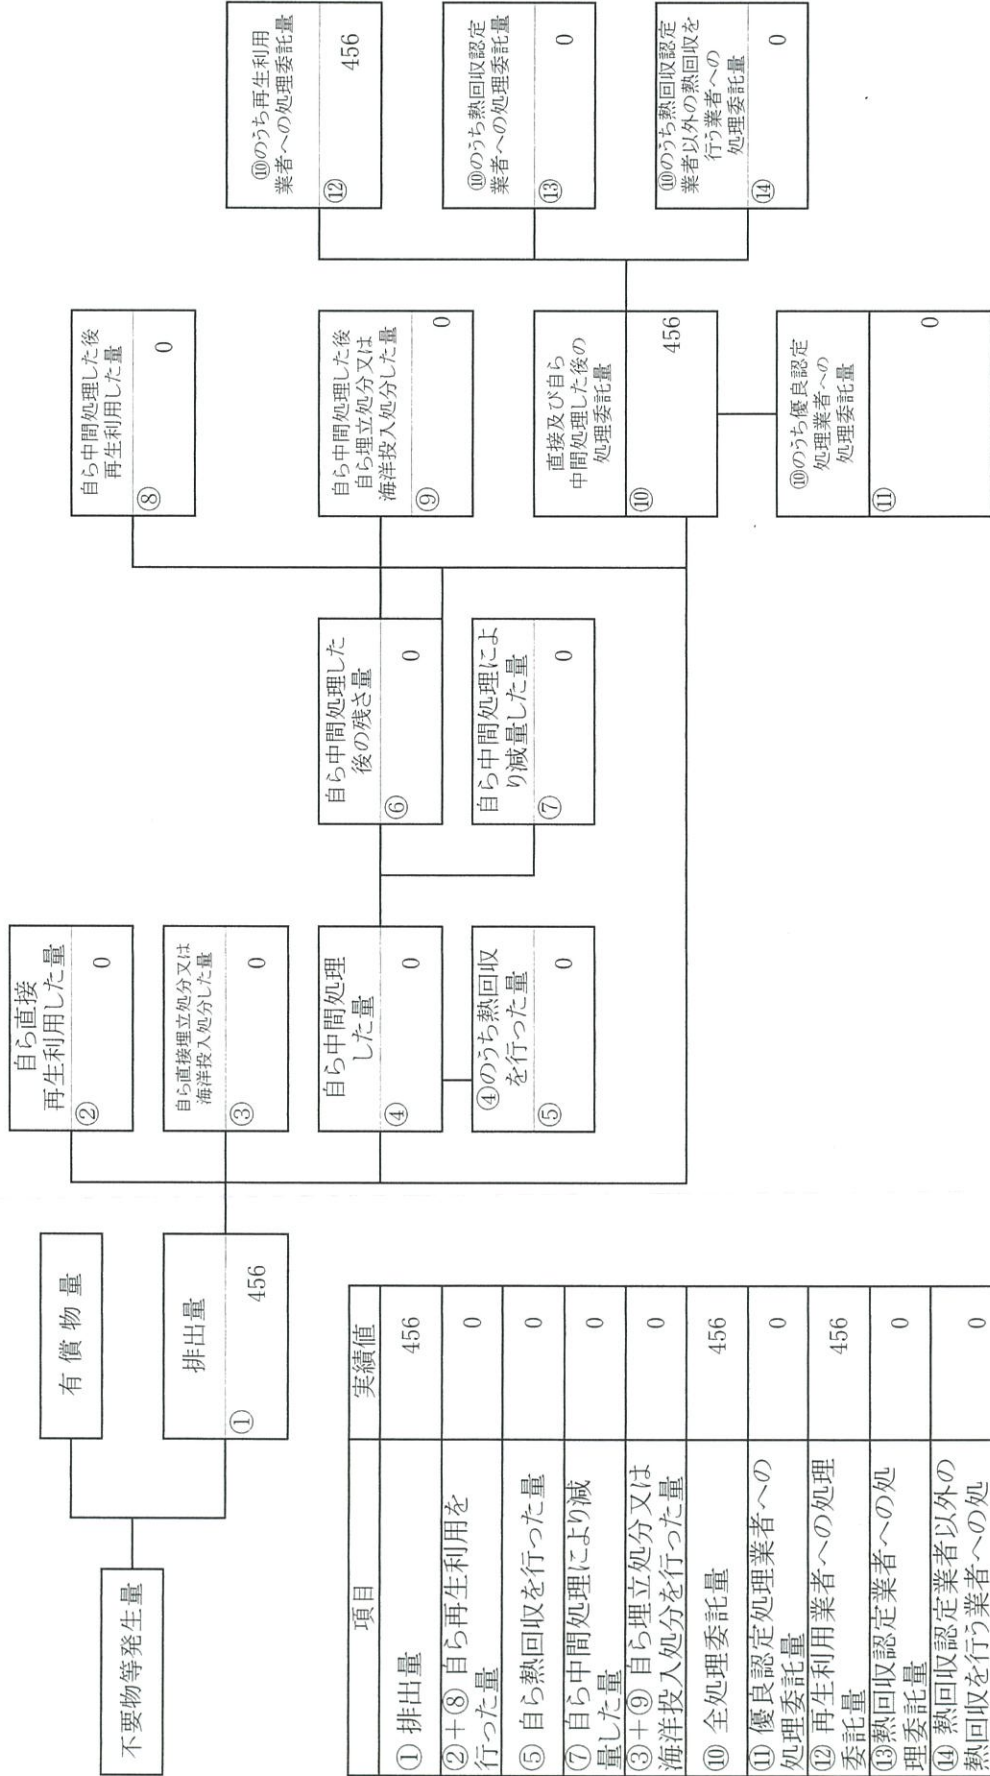 不要物等発生量
有償物量
排出量
① 456
自ら直接
再生利用した量
② 0
自ら直接埋立処分又は
海洋投入処分した量
③ 0
自ら中間処理
した量
④ 0
④のうち熱回収
を行った量
⑤ 0
自ら中間処理した
後の残さ量
⑥ 0
自ら中間処理によ
り減量した量
⑦ 0
自ら中間処理した後
再生利用した量
⑧ 0
自ら中間処理した後
自ら埋立処分又は
海洋投入処分した量
⑨ 0
直接及び自ら
中間処理した後の
処理委託量
⑩ 456
⑩のうち優良認定
処理業者への
処理委託量
⑪ 0
⑩のうち再生利用
業者への処理委託量
⑫ 456
⑩のうち熱回収認定
業者への処理委託量
⑬ 0
⑩のうち熱回収認定
業者以外の熱回収を
行う業者への
処理委託量
⑭ 0
項目 実績値
① 排出量 456
②+⑧ 自ら再生利用を
行った量 0
⑤ 自ら熱回収を行った量 0
⑦ 自ら中間処理により減
量した量 0
③+⑨ 自ら埋立処分又は
海洋投入処分を行った量 0
⑩ 全処理委託量 456
⑪ 優良認定処理業者への
処理委託量 0
⑫ 再生利用業者への処理
委託量 456
⑬熱回収認定業者への処
理委託量 0
⑭ 熱回収認定業者以外の
熱回収を行う業者への処 0